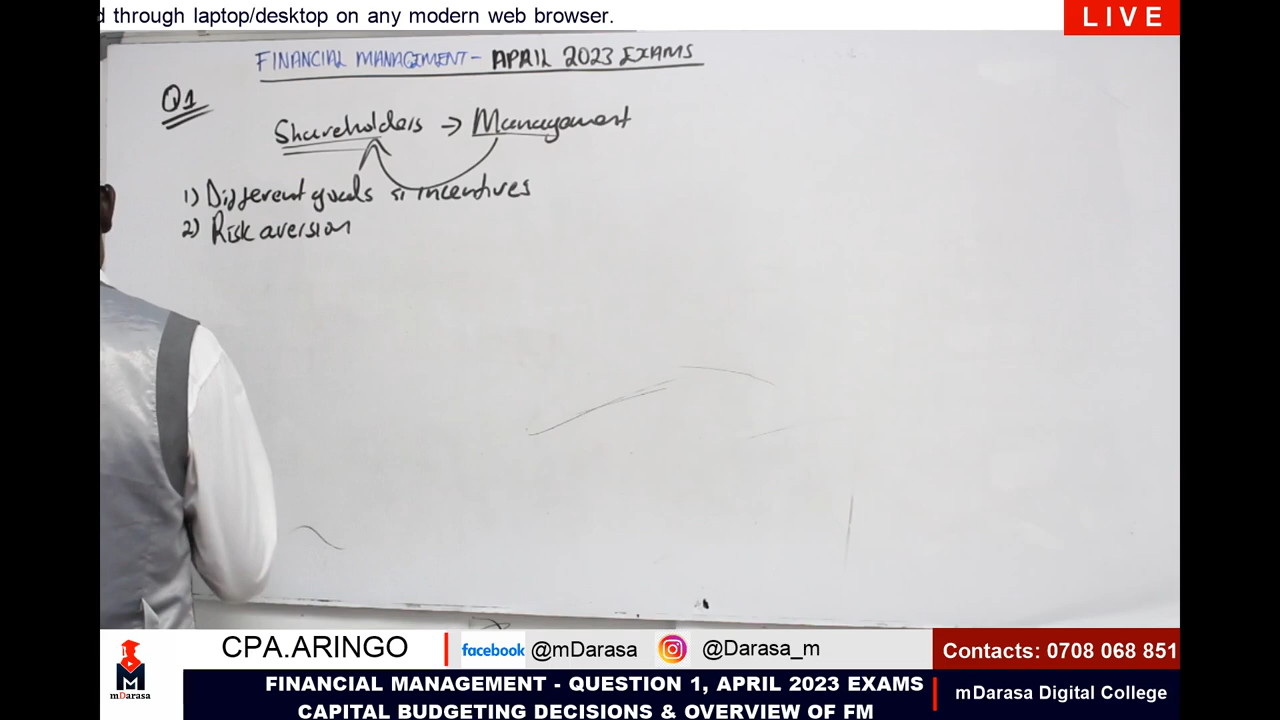 d through laptop/desktop on any modern web browser.
LIVE
FINANCIAL MANAGEMENT - APRIL 2023 EXAMS
Q1
Shareholders → Management
1) Different goals & incentives
2) Risk aversion
CPA.ARINGO
facebook @mDarasa
@Darasa_m
Contacts: 0708 068 851
mDarasa
FINANCIAL MANAGEMENT - QUESTION 1, APRIL 2023 EXAMS
CAPITAL BUDGETING DECISIONS & OVERVIEW OF FM
mDarasa Digital College